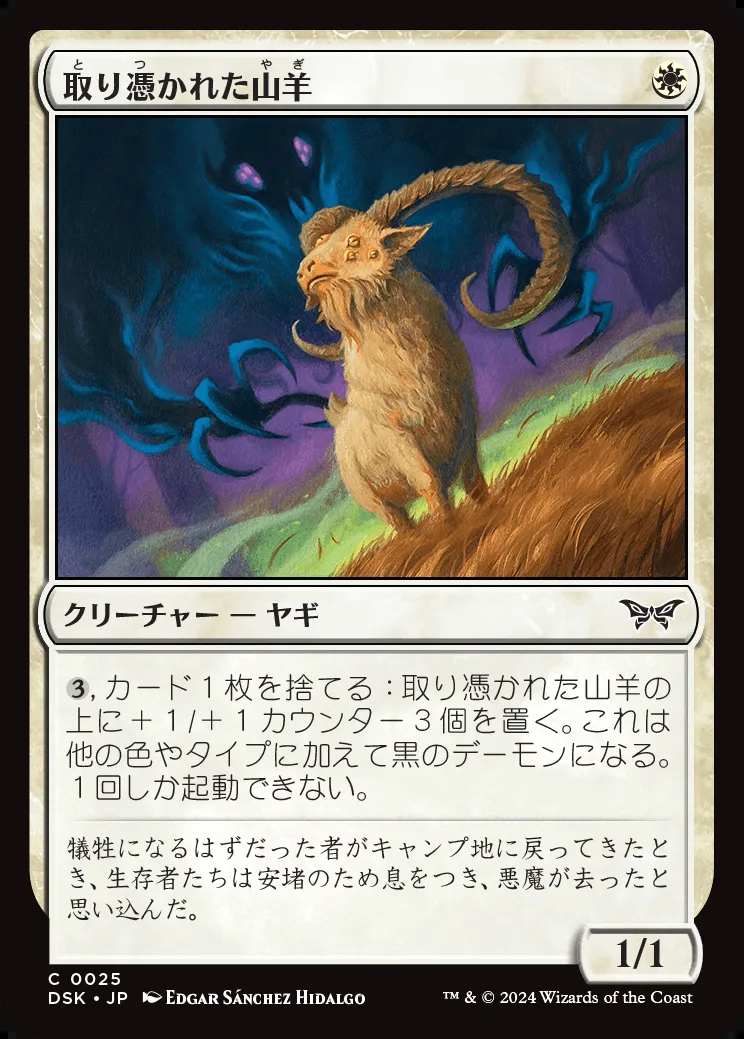 取り憑かれた山羊
クリーチャー — ヤギ
3, カード1枚を捨てる：取り憑かれた山羊の
上に＋1/＋1カウンター3個を置く。これは
他の色やタイプに加えて黒のデーモンになる。
1回しか起動できない。
犠牲になるはずだった者がキャンプ地に戻ってきたと
き、生存者たちは安堵のため息をつき、悪魔が去ったと
思い込んだ。
1/1
C 0025
DSK • JP EDGAR SÁNCHEZ HIDALGO
™ & © 2024 Wizards of the Coast